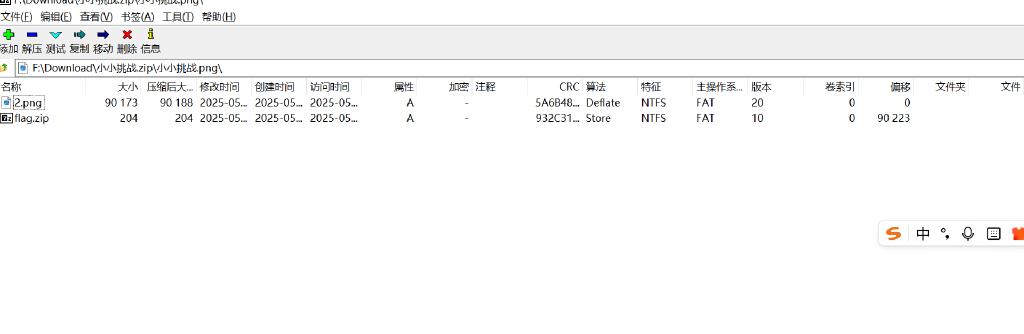 F:\Download\小小挑战.zip\小小挑战.png\
文件(F) 编辑(E) 查看(V) 书签(A) 工具(T) 帮助(H)
添加 解压 测试 复制 移动 删除 信息
F:\Download\小小挑战.zip\小小挑战.png\
名称 大小 压缩后大... 修改时间 创建时间 访问时间 属性 加密 注释 CRC 算法 特征 主操作系... 版本 卷索引 偏移 文件夹 文件
2.png 90 173 90 188 2025-05... 2025-05... 2025-05... A - 5A6B48... Deflate NTFS FAT 20 0 0
flag.zip 204 204 2025-05... 2025-05... 2025-05... A - 932C31... Store NTFS FAT 10 0 90 223
S 中 °,